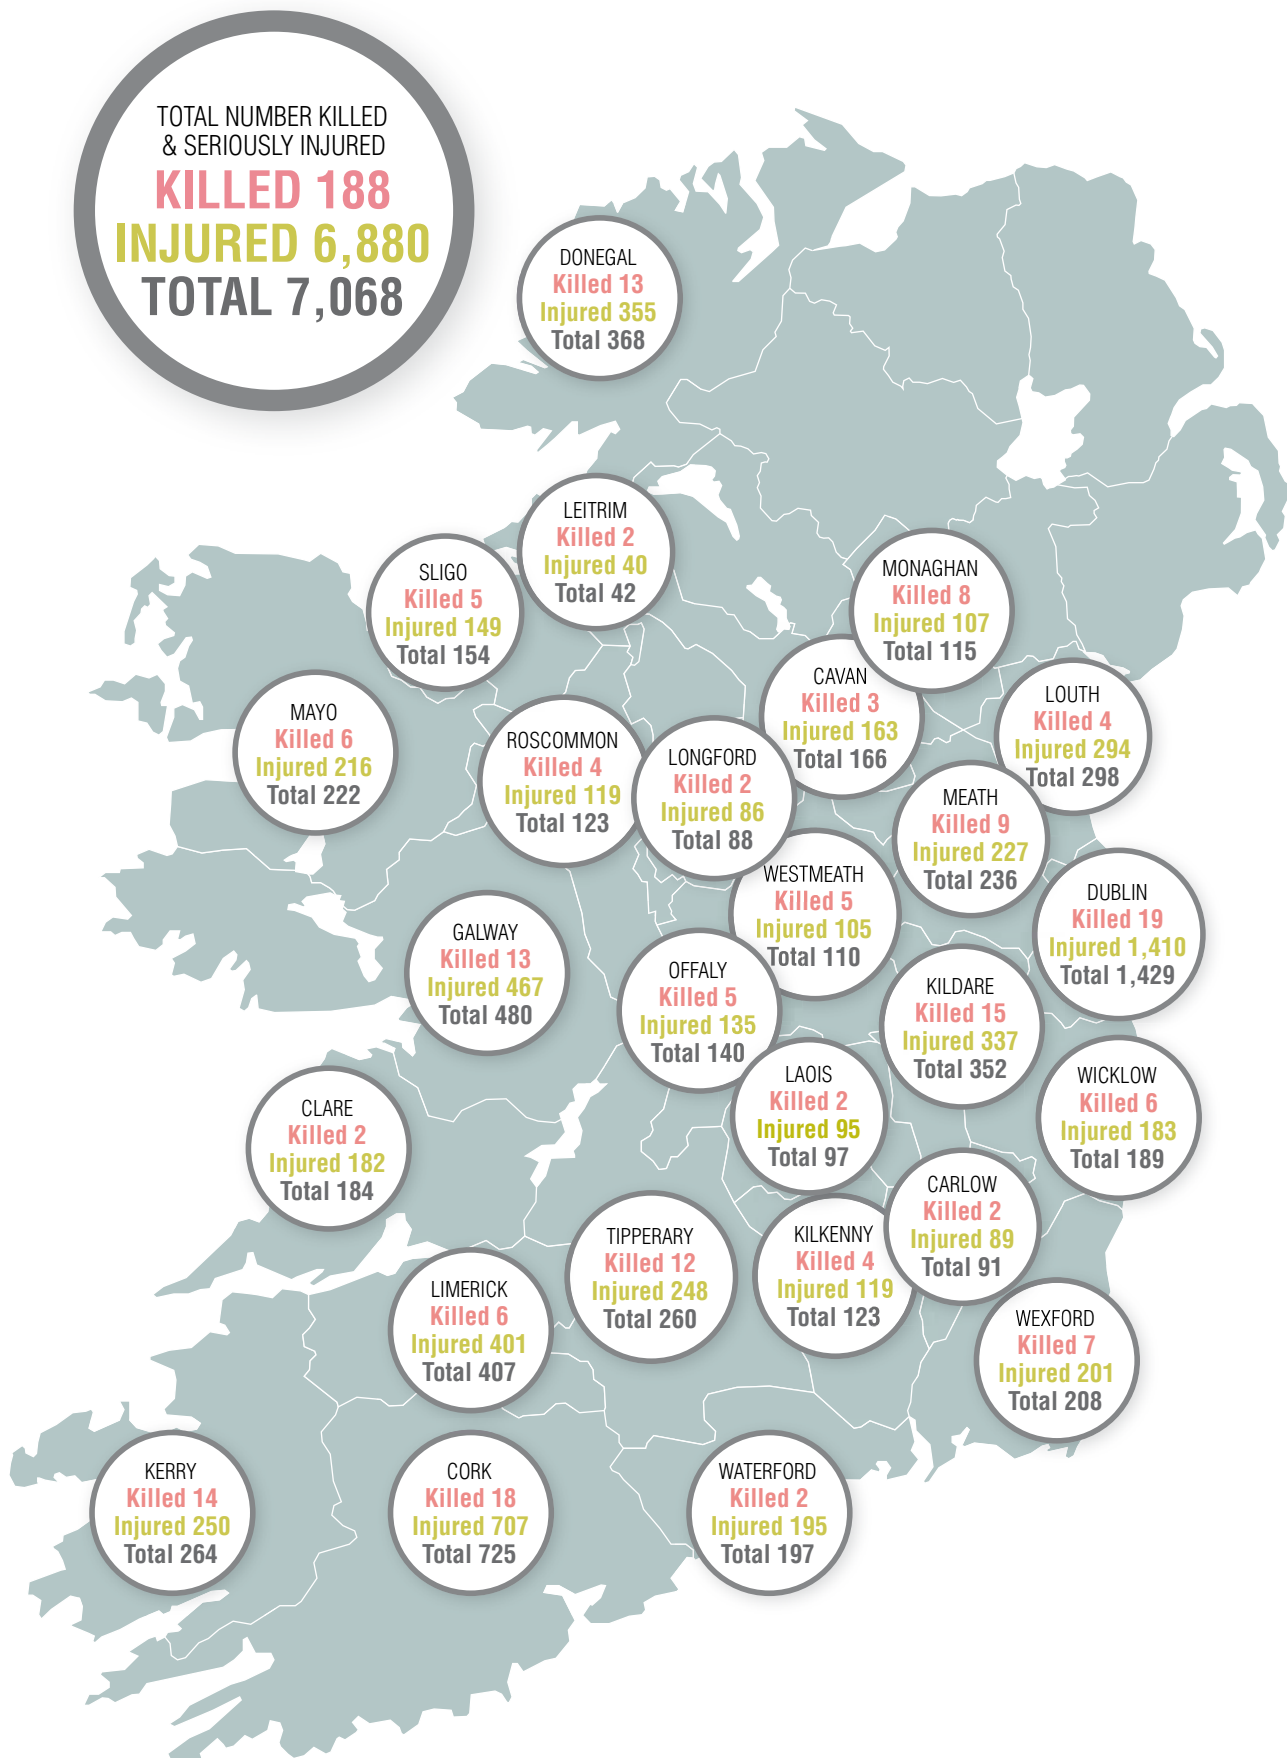 TOTAL NUMBER KILLED
& SERIOUSLY INJURED
KILLED 188
INJURED 6,880
TOTAL 7,068
DONEGAL
Killed 13
Injured 355
Total 368
LEITRIM
Killed 2
Injured 40
Total 42
SLIGO
Killed 5
Injured 149
Total 154
MONAGHAN
Killed 8
Injured 107
Total 115
CAVAN
Killed 3
Injured 163
Total 166
LOUTH
Killed 4
Injured 294
Total 298
MAYO
Killed 6
Injured 216
Total 222
ROSCOMMON
Killed 4
Injured 119
Total 123
LONGFORD
Killed 2
Injured 86
Total 88
MEATH
Killed 9
Injured 227
Total 236
WESTMEATH
Killed 5
Injured 105
Total 110
DUBLIN
Killed 19
Injured 1,410
Total 1,429
GALWAY
Killed 13
Injured 467
Total 480
OFFALY
Killed 5
Injured 135
Total 140
KILDARE
Killed 15
Injured 337
Total 352
LAOIS
Killed 2
Injured 95
Total 97
WICKLOW
Killed 6
Injured 183
Total 189
CLARE
Killed 2
Injured 182
Total 184
CARLOW
Killed 2
Injured 89
Total 91
TIPPERARY
Killed 12
Injured 248
Total 260
KILKENNY
Killed 4
Injured 119
Total 123
LIMERICK
Killed 6
Injured 401
Total 407
WEXFORD
Killed 7
Injured 201
Total 208
KERRY
Killed 14
Injured 250
Total 264
CORK
Killed 18
Injured 707
Total 725
WATERFORD
Killed 2
Injured 195
Total 197